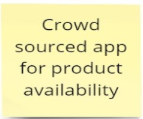 Crowd
sourced app
for product
availability